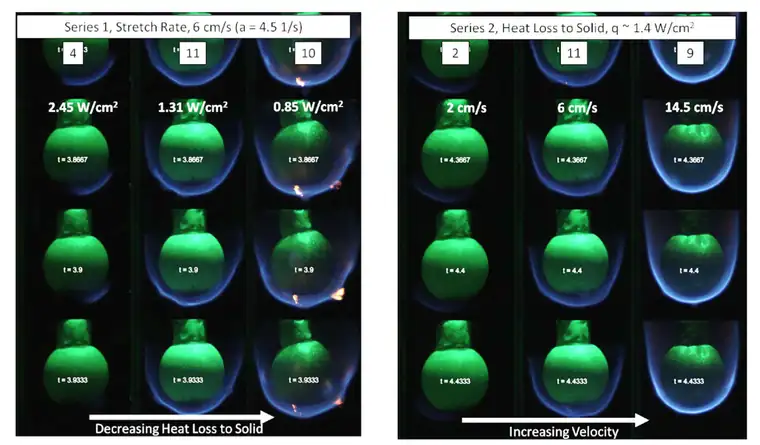 Series 1, Stretch Rate, 6 cm/s (a = 4.5 1/s)
4
11
10
2.45 W/cm²
1.31 W/cm²
0.85 W/cm²
t = 3.8667
t = 3.8667
t = 3.8667
t = 3.9
t = 3.9
t = 3.9
t = 3.9333
t = 3.9333
t = 3.9333
Decreasing Heat Loss to Solid
Series 2, Heat Loss to Solid, q ~ 1.4 W/cm²
2
11
9
2 cm/s
6 cm/s
14.5 cm/s
t = 4.3667
t = 4.3667
t = 4.3667
t = 4.4
t = 4.4
t = 4.4
t = 4.4333
t = 4.4333
t = 4.4333
Increasing Velocity